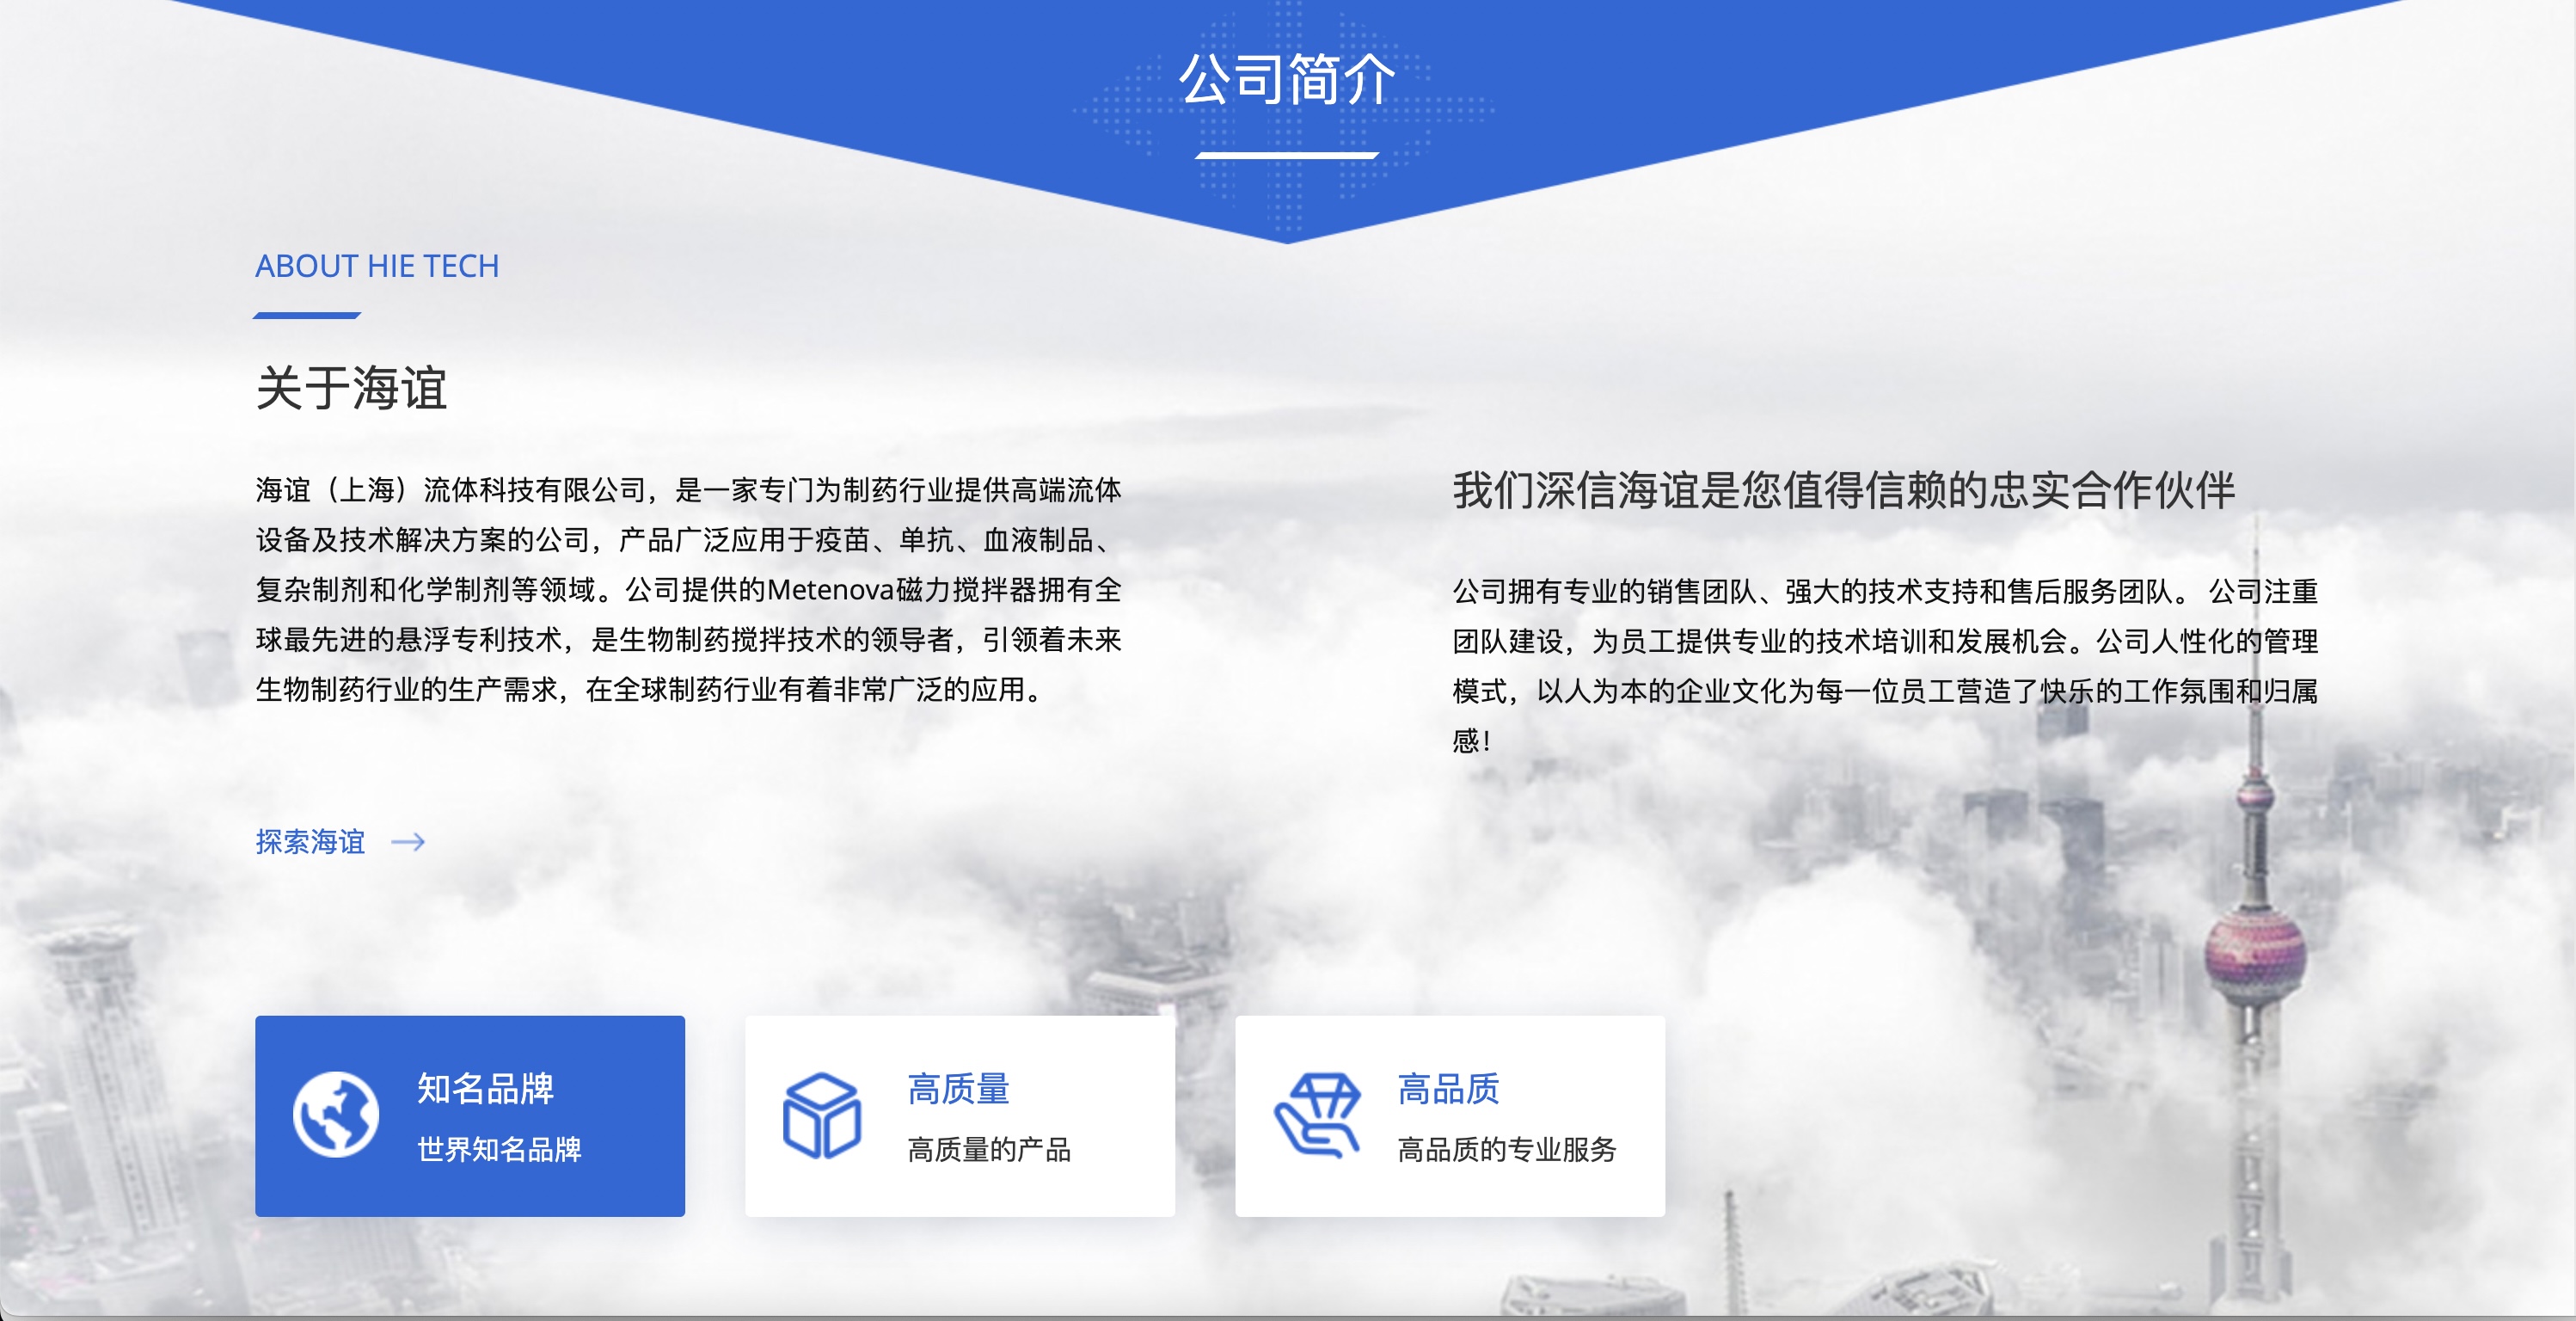 公司简介
ABOUT HIE TECH
关于海谊
海谊（上海）流体科技有限公司，是一家专门为制药行业提供高端流体
设备及技术解决方案的公司，产品广泛应用于疫苗、单抗、血液制品、
复杂制剂和化学制剂等领域。公司提供的Metenova磁力搅拌器拥有全
球最先进的悬浮专利技术，是生物制药搅拌技术的领导者，引领着未来
生物制药行业的生产需求，在全球制药行业有着非常广泛的应用。
探索海谊
我们深信海谊是您值得信赖的忠实合作伙伴
公司拥有专业的销售团队、强大的技术支持和售后服务团队。 公司注重
团队建设，为员工提供专业的技术培训和发展机会。公司人性化的管理
模式，以人为本的企业文化为每一位员工营造了快乐的工作氛围和归属
感！
知名品牌
世界知名品牌
高质量
高质量的产品
高品质
高品质的专业服务